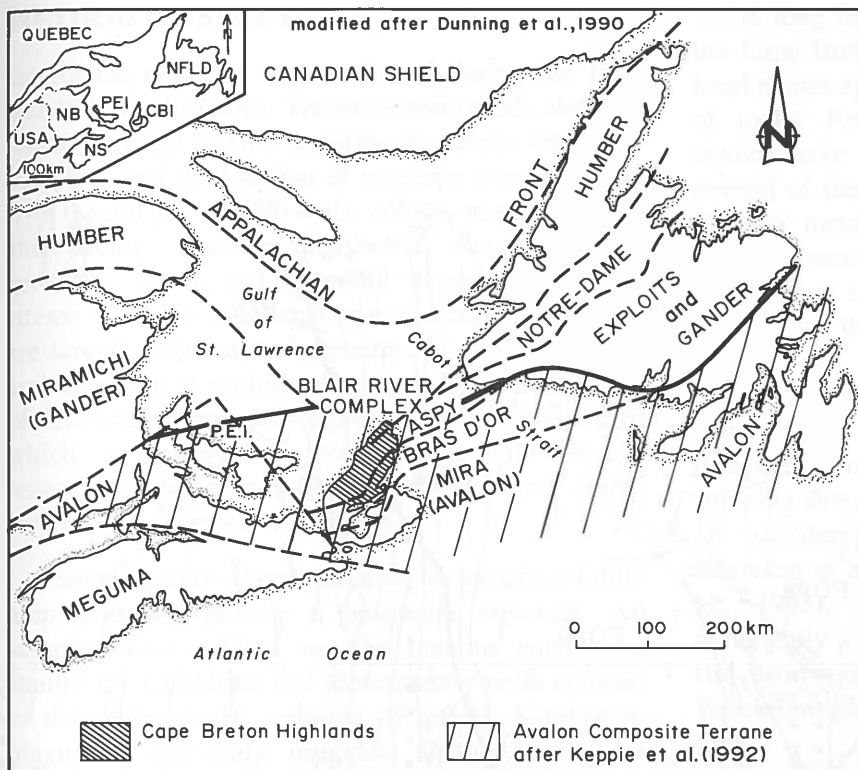 modified after Dunning et al., 1990
QUEBEC
N
NFLD
NB
PEI
CBI
USA
NS
100km
CANADIAN SHIELD
N
HUMBER
APPALACHIAN
FRONT
HUMBER
NOTRE-DAME
EXPLOITS
and
GANDER
Gulf
of
St. Lawrence
Cabot
Strait
MIRAMICHI
(GANDER)
BLAIR RIVER
COMPLEX
P.E.I.
ASPY
BRAS D'OR
MIRA
(AVALON)
AVALON
AVALON
MEGUMA
Atlantic Ocean
0 100 200km
Cape Breton Highlands
Avalon Composite Terrane
after Keppie et al. (1992)